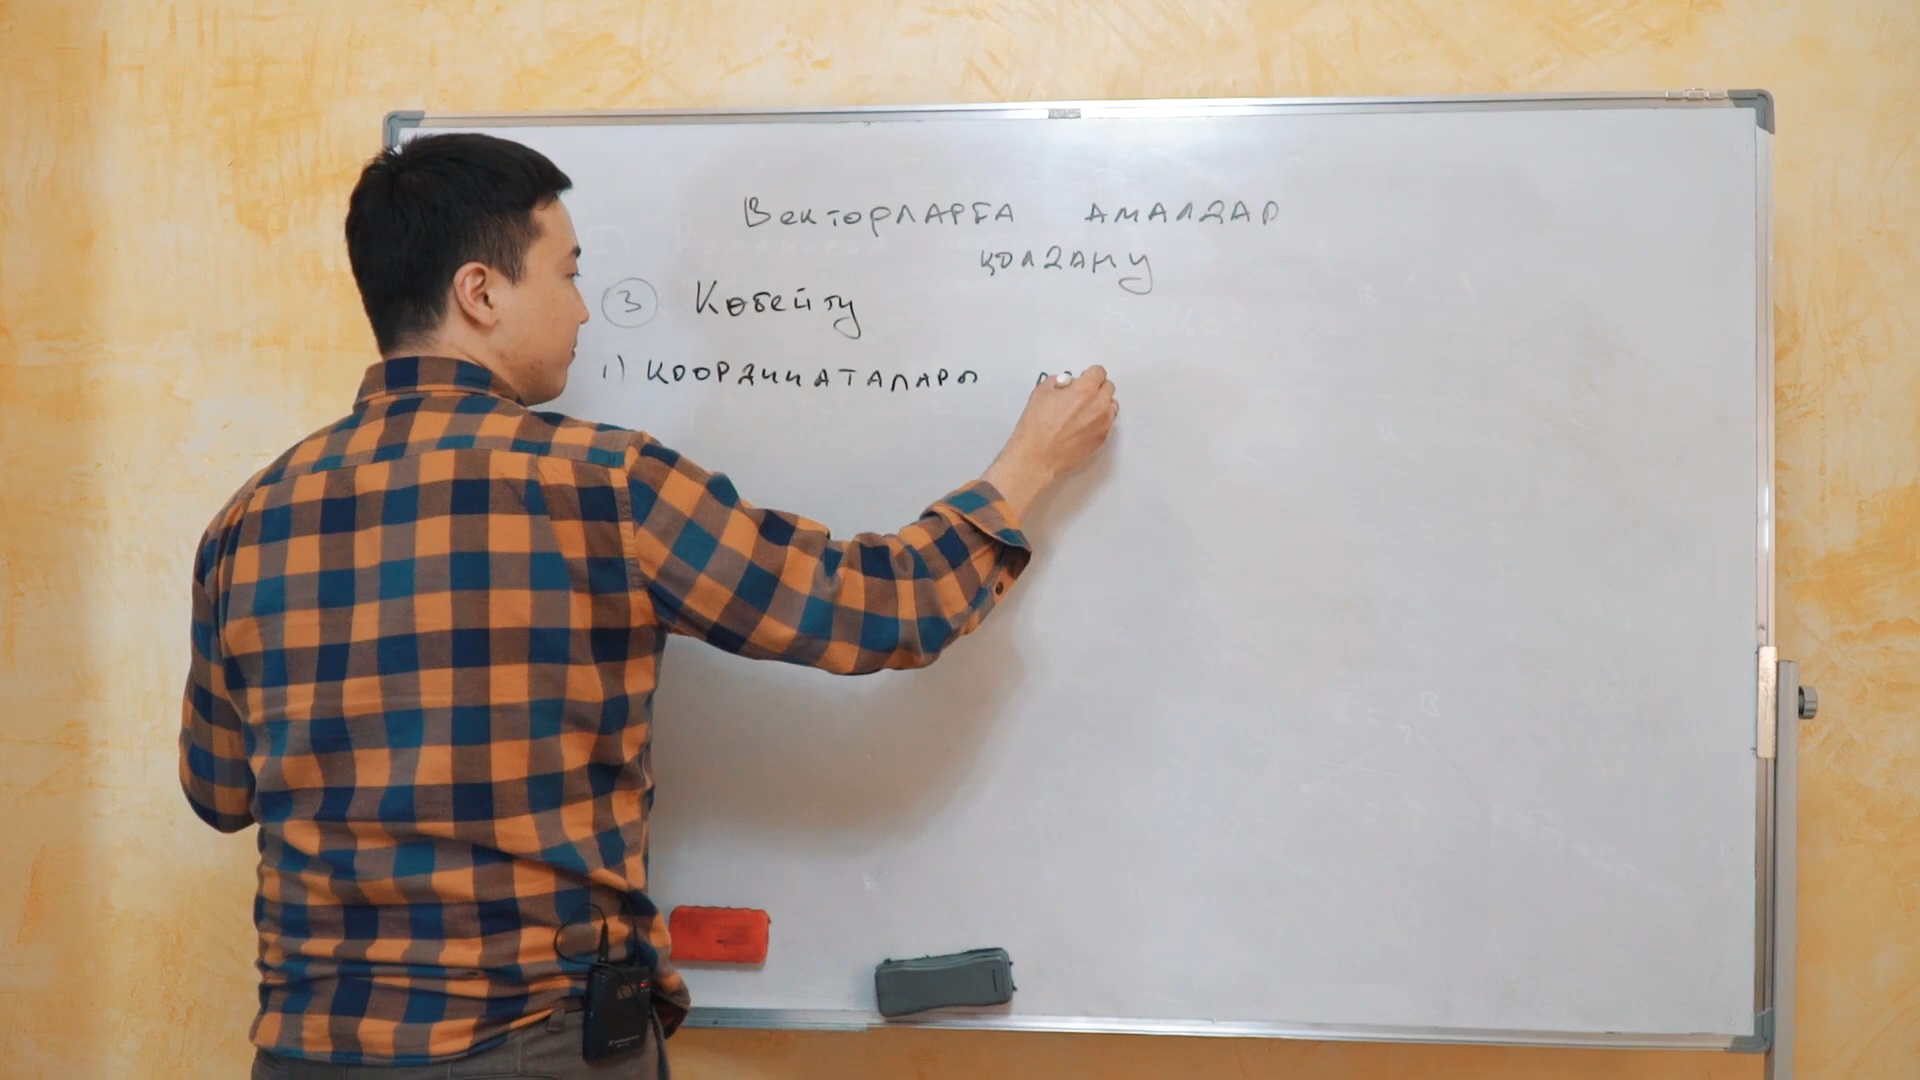 Векторларға амалдар
қолдану
3 Көбейту
1) координаталары